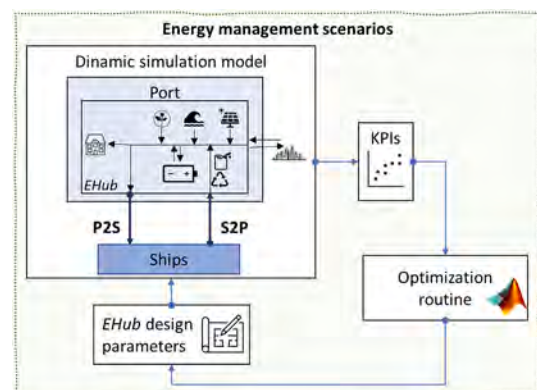 Energy management scenarios
Dinamic simulation model
Port
KPIs
EHub
P2S
S2P
Ships
Optimization
routine
EHub design
parameters